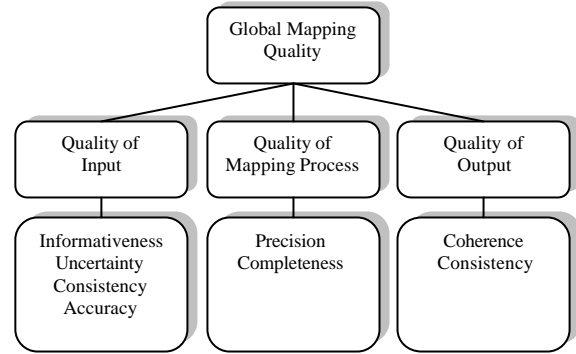 Global Mapping
Quality
Quality of
Input
Quality of
Mapping Process
Quality of
Output
Informativeness
Uncertainty
Consistency
Accuracy
Precision
Completeness
Coherence
Consistency